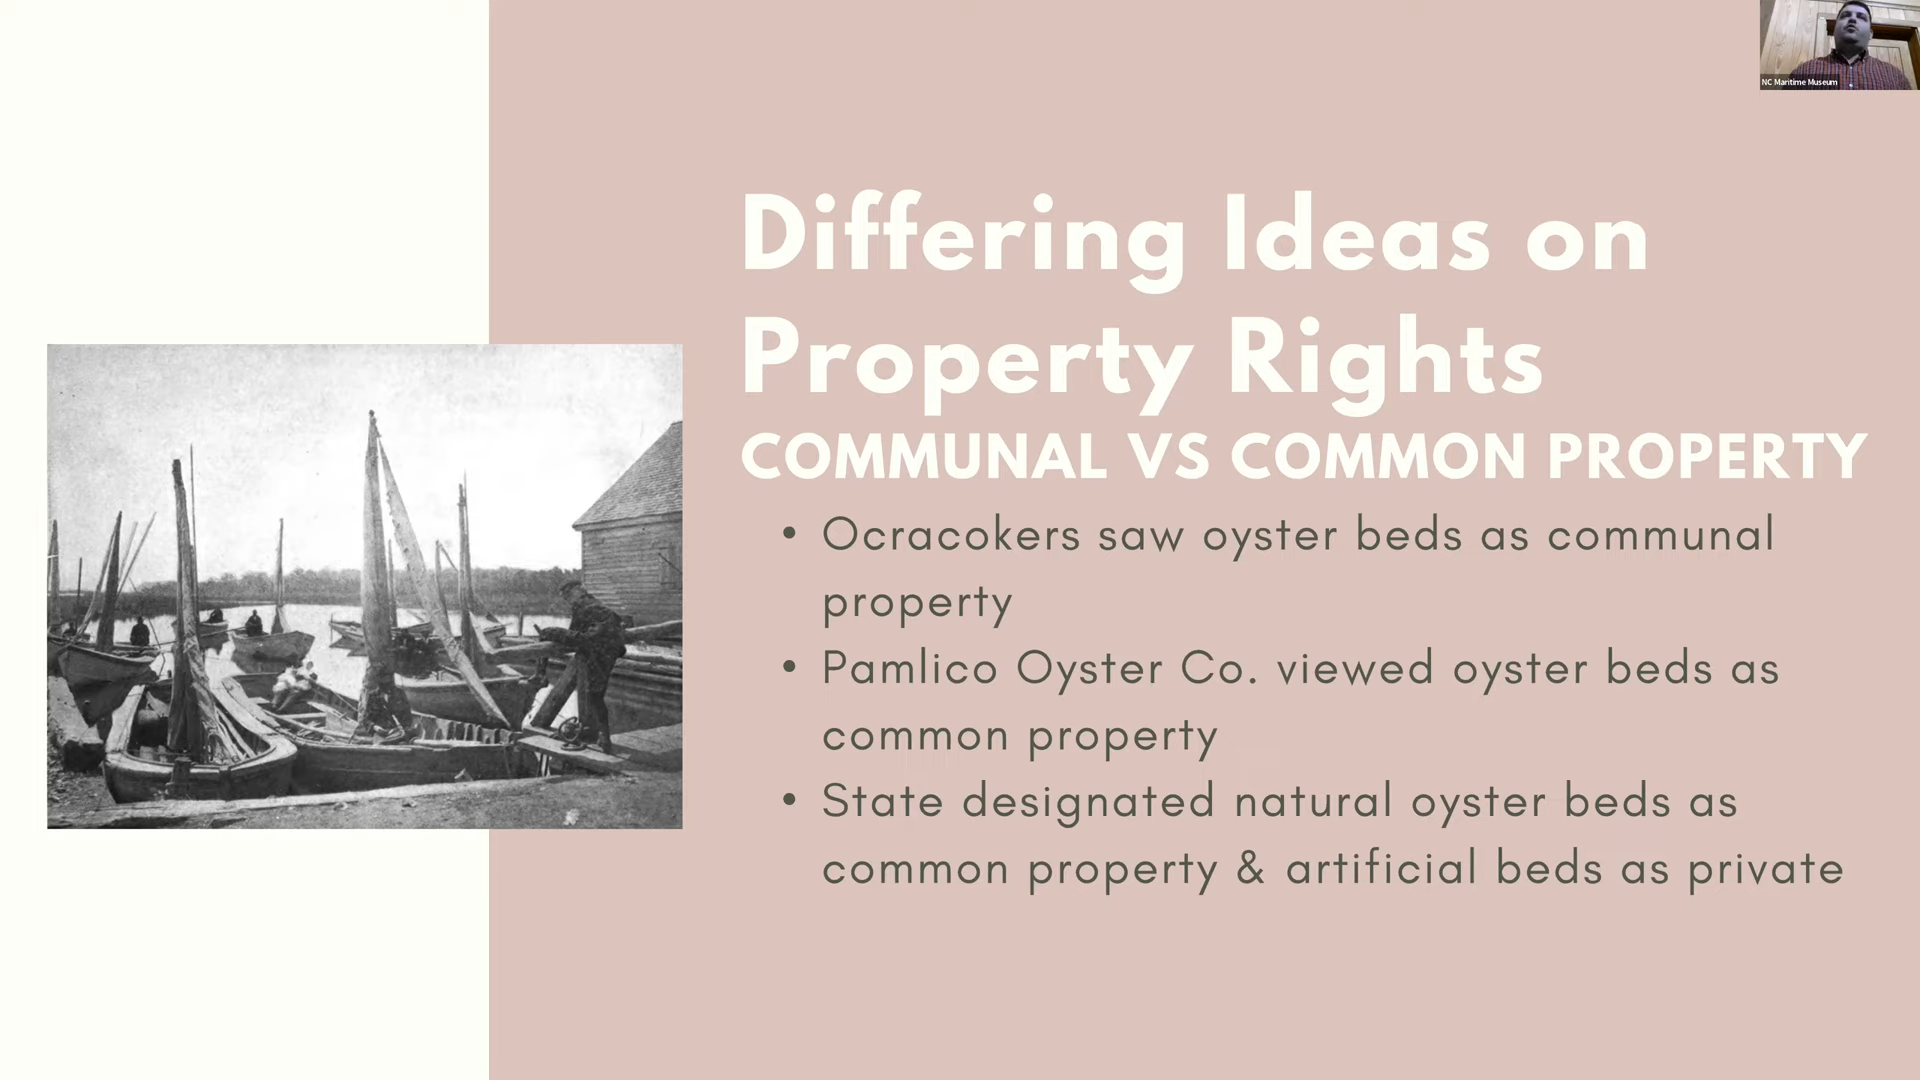 NC Maritime Museum
Differing Ideas on
Property Rights
COMMUNAL VS COMMON PROPERTY
• Ocracokers saw oyster beds as communal
property
• Pamlico Oyster Co. viewed oyster beds as
common property
• State designated natural oyster beds as
common property & artificial beds as private